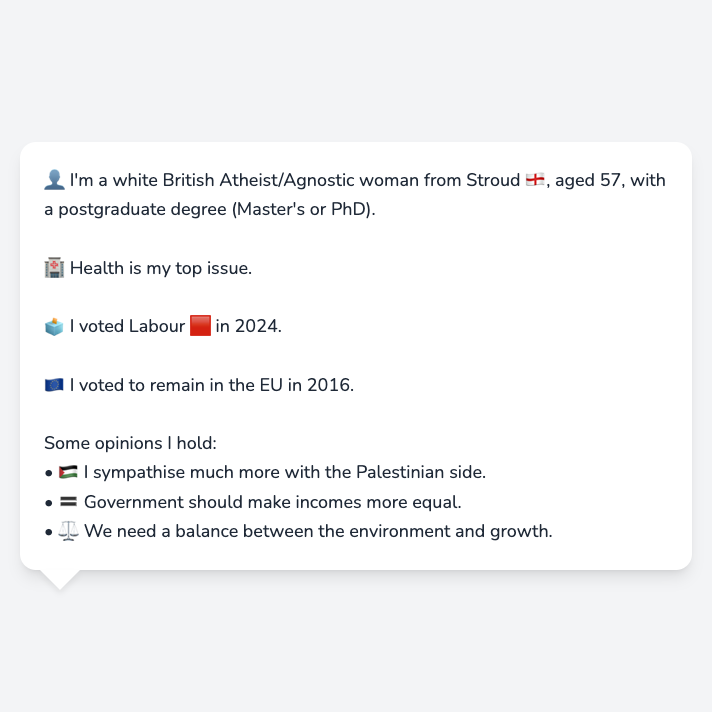 👤 I'm a white British Atheist/Agnostic woman from Stroud 🏴󠁧󠁢󠁥󠁮󠁧󠁿, aged 57, with
a postgraduate degree (Master's or PhD).
🏥 Health is my top issue.
🗳️ I voted Labour 🟥 in 2024.
🇪🇺 I voted to remain in the EU in 2016.
Some opinions I hold:
• 🇵🇸 I sympathise much more with the Palestinian side.
• 🟰 Government should make incomes more equal.
• ⚖️ We need a balance between the environment and growth.